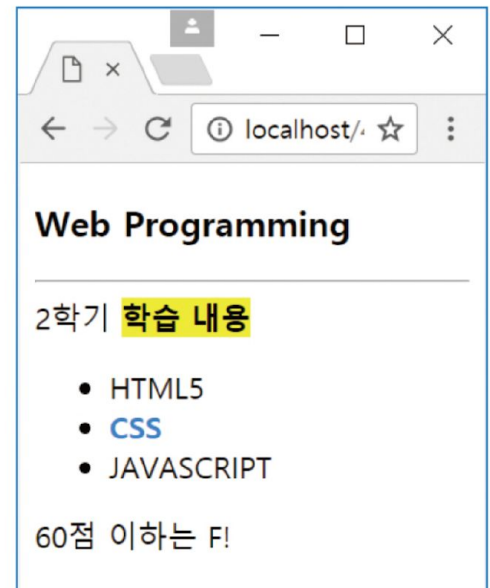 localhost/
Web Programming
2학기 학습 내용
HTML5
CSS
JAVASCRIPT
60점 이하는 F!